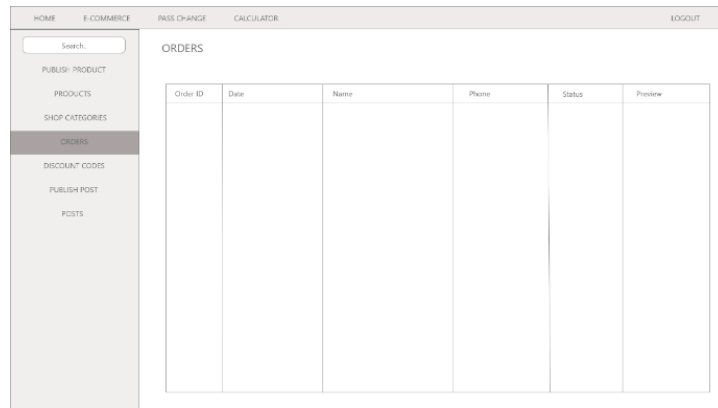 HOME E-COMMERCE PASS CHANGE CALCULATOR LOGOUT
Search..
PUBLISH PRODUCT
PRODUCTS
SHOP CATEGORIES
ORDERS
DISCOUNT CODES
PUBLISH POST
POSTS
ORDERS
Order ID Date Name Phone Status Preview